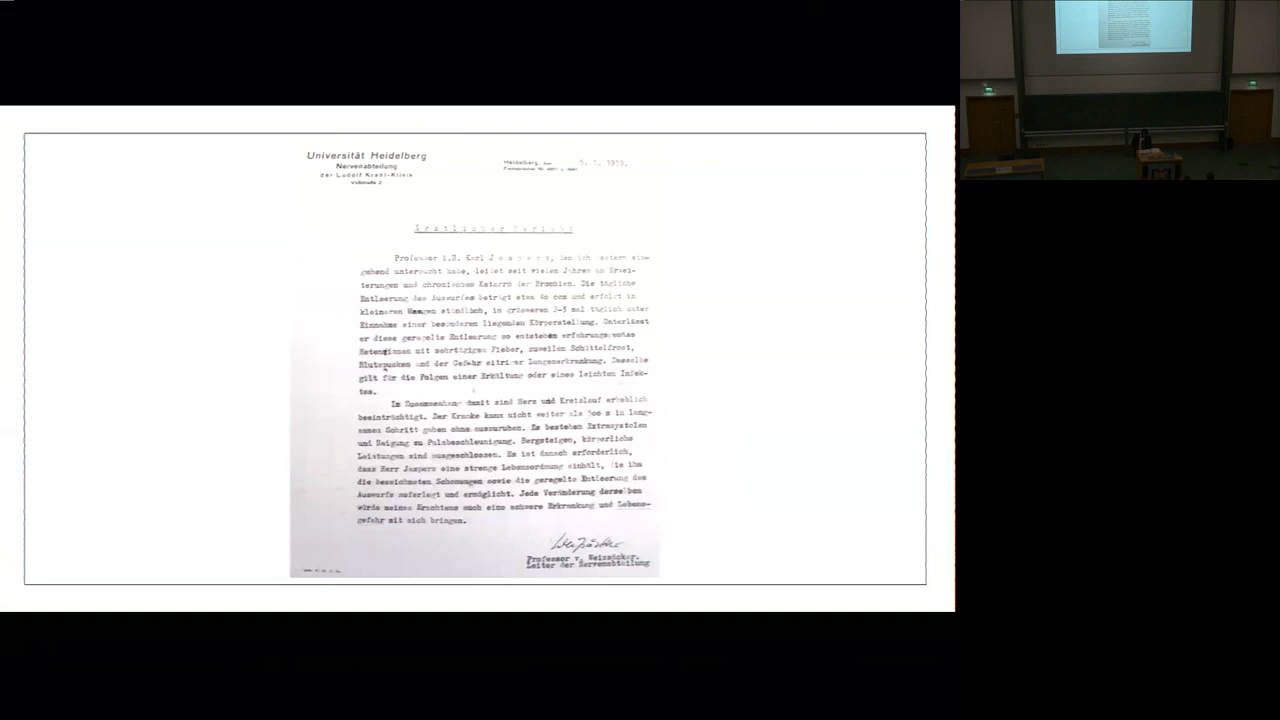 Universität Heidelberg
Nervenabteilung
der Ludolf Krehl-Klinik
Voßstraße 2
Heidelberg, den 5. 1. 1939.
Fernsprecher Nr.
Ärztlicher Bericht
Professor i.R. Karl J a s p e r s, den ich gestern ein-
gehend untersucht habe, leidet seit vielen Jahren an Erwei-
terungen und chronischem Katarrh der Bronchien. Die tägliche
Entleerung des Auswurfes beträgt etwa 40 ccm und erfolgt in
kleineren Mengen stündlich, in grösseren 2-3 mal täglich unter
Einnahme einer besonderen liegenden Körperstellung. Unterlässt
er diese geregelte Entleerung so entstehen erfahrungsgemäss
Retentionen mit mehrtägigem Fieber, zuweilen Schüttelfrost,
Blutspucken und der Gefahr eitriger Lungenerkrankung. Dasselbe
gilt für die Folgen einer Erkältung oder eines leichten Infek-
tes.
Im Zusammenhang damit sind Herz und Kreislauf erheblich
beeinträchtigt. Der Kranke kann nicht weiter als 500 m in lang-
samem Schritt gehen ohne auszuruhen. Es bestehen Extrasystolen
und Neigung zu Pulsbeschleunigung. Bergsteigen, körperliche
Leistungen sind ausgeschlossen. Es ist danach erforderlich,
dass Herr Jaspers eine strenge Lebensordnung einhält, die ihm
die bezeichneten Schonungen sowie die geregelte Entleerung des
Auswurfs auferlegt und ermöglicht. Jede Veränderung derselben
würde meines Erachtens auch eine schwere Erkrankung und Lebens-
gefahr mit sich bringen.
Weizsäcker
Professor v. Weizsäcker.
Leiter der Nervenabteilung